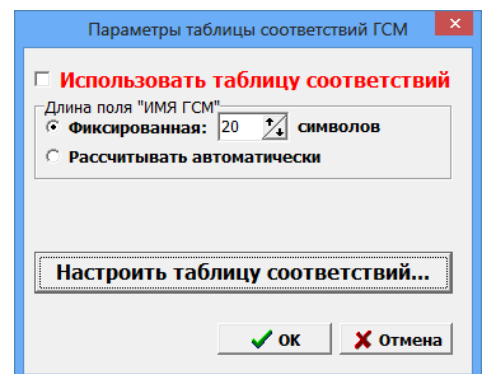 Параметры таблицы соответствий ГСМ
Использовать таблицу соответствий
Длина поля "ИМЯ ГСМ"
Фиксированная: 20 символов
Рассчитывать автоматически
Настроить таблицу соответствий...
ОК Отмена